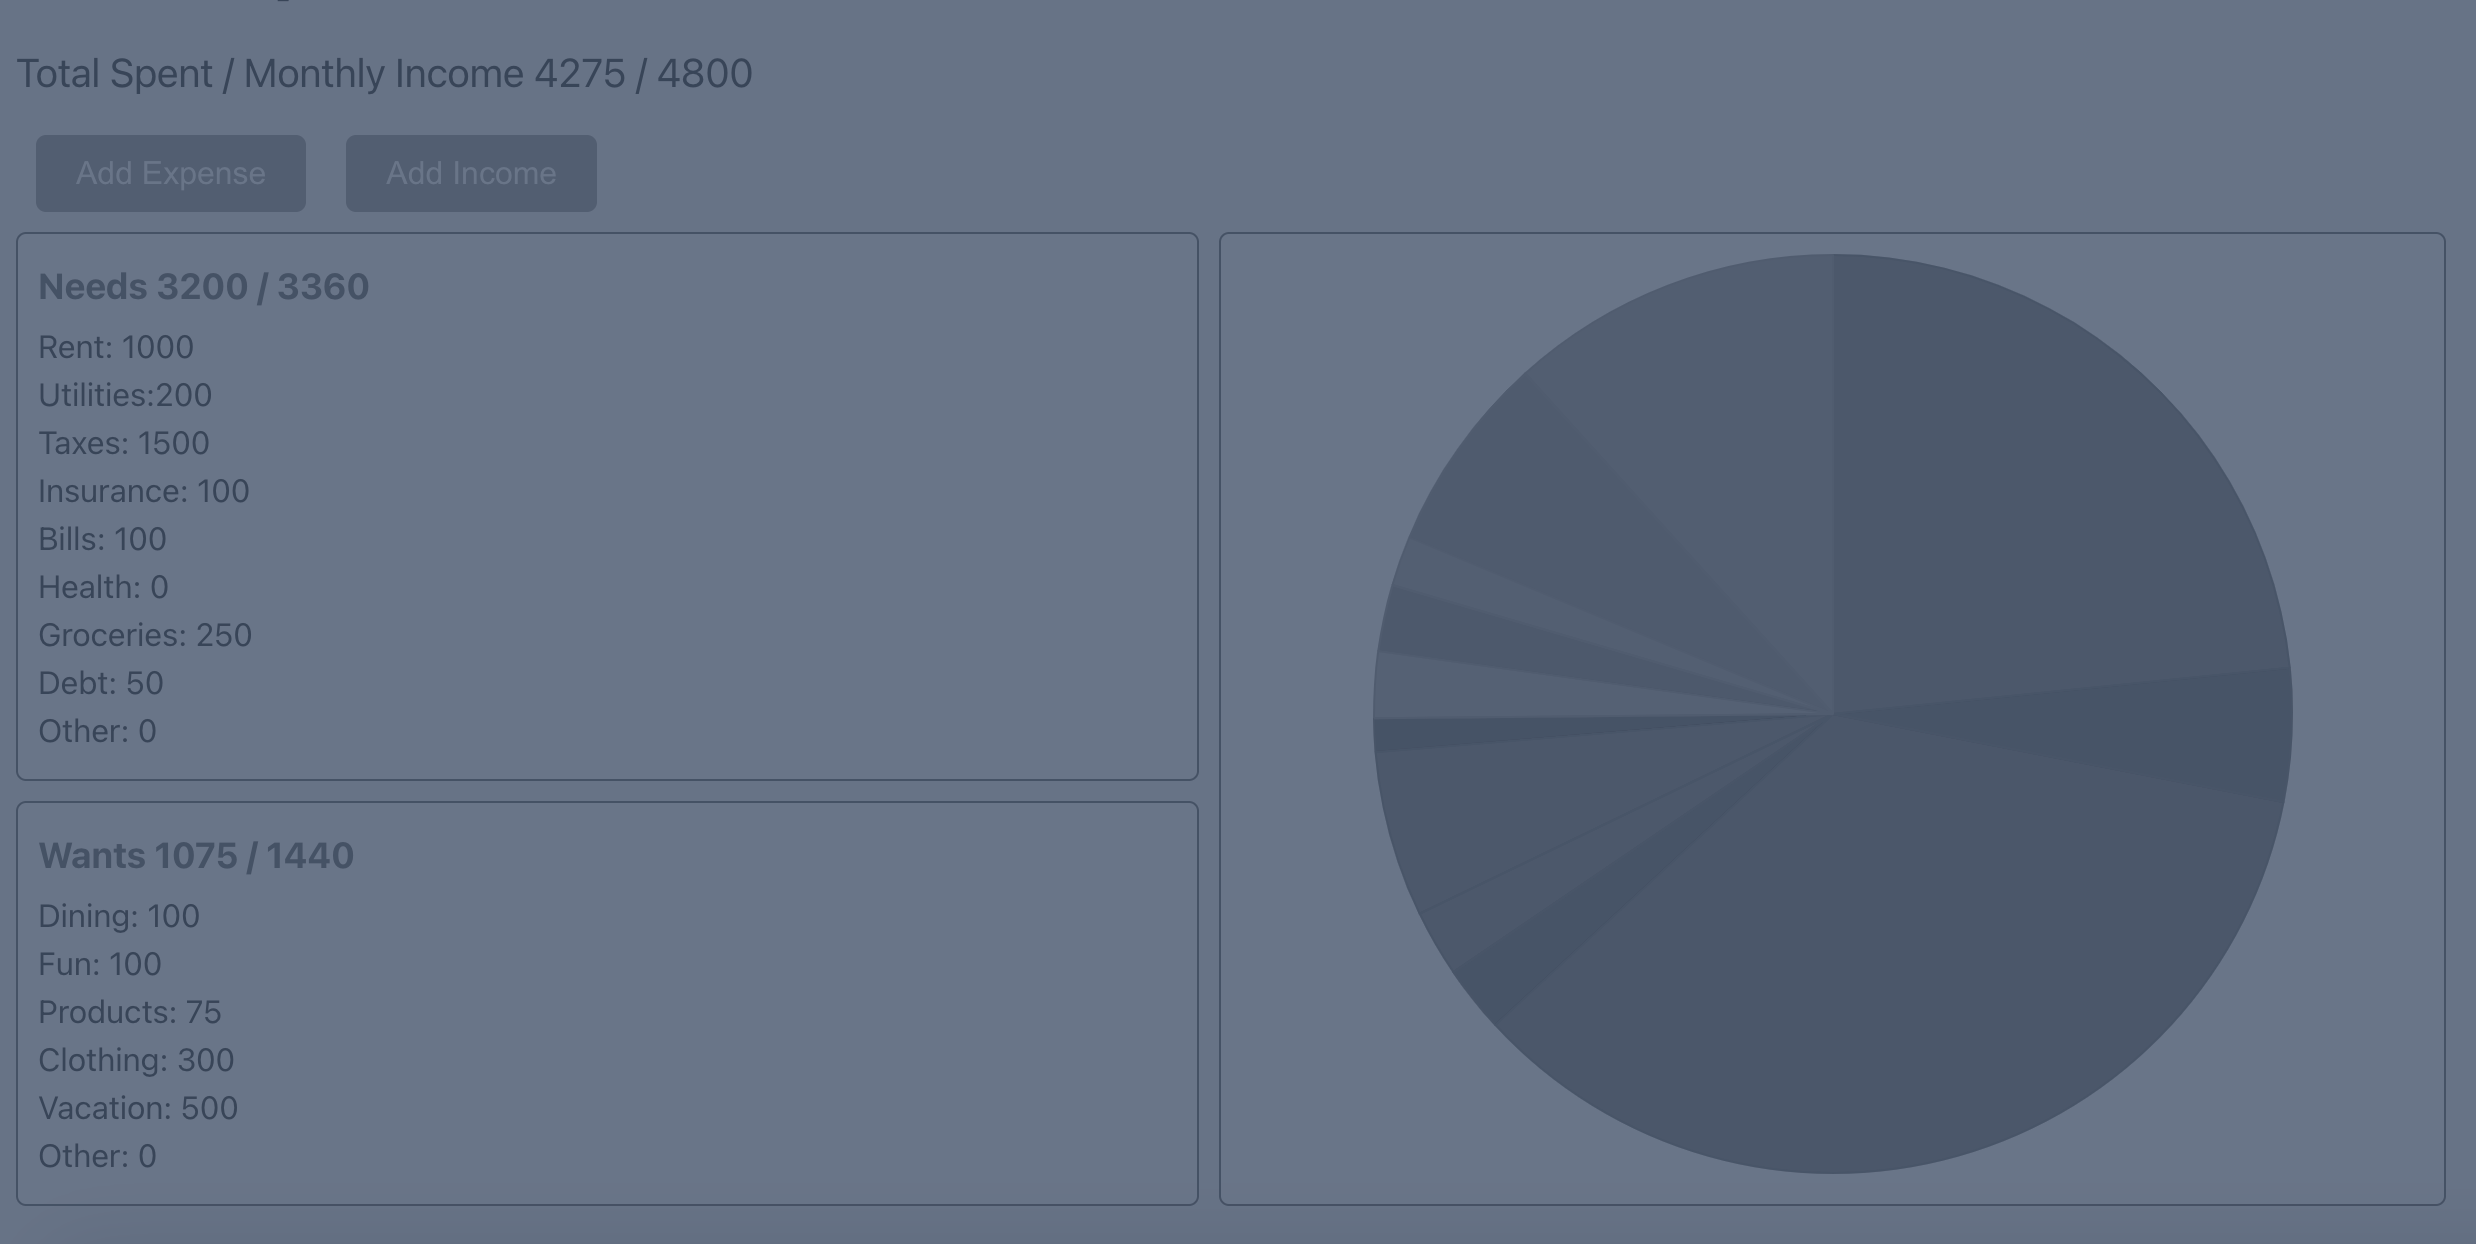 Total Spent / Monthly Income 4275 / 4800
Add Expense
Add Income
Needs 3200 / 3360
Rent: 1000
Utilities:200
Taxes: 1500
Insurance: 100
Bills: 100
Health: 0
Groceries: 250
Debt: 50
Other: 0
Wants 1075 / 1440
Dining: 100
Fun: 100
Products: 75
Clothing: 300
Vacation: 500
Other: 0